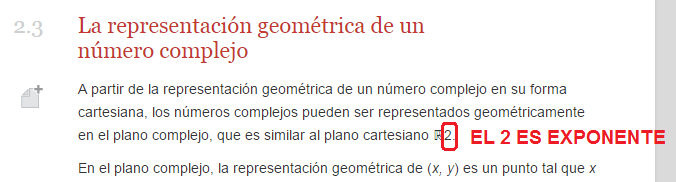 2.3 La representación geométrica de un
número complejo
A partir de la representación geométrica de un número complejo en su forma
cartesiana, los números complejos pueden ser representados geométricamente
en el plano complejo, que es similar al plano cartesiano 2. EL 2 ES EXPONENTE
En el plano complejo, la representación geométrica de (x, y) es un punto tal que x